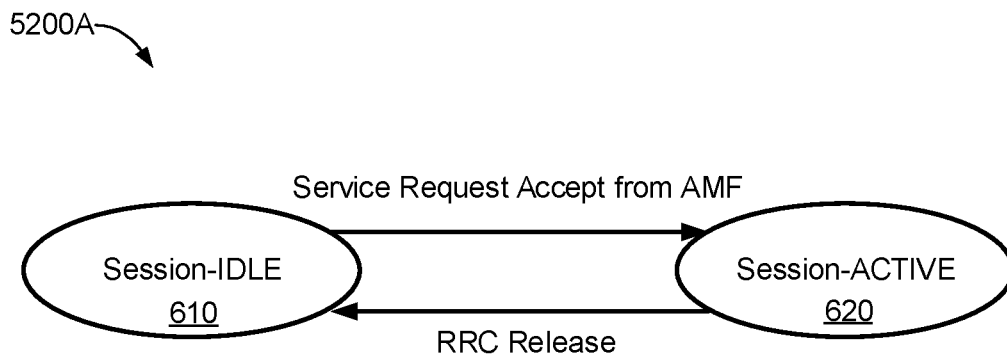 5200A
Service Request Accept from AMF
Session-IDLE
610
Session-ACTIVE
620
RRC Release